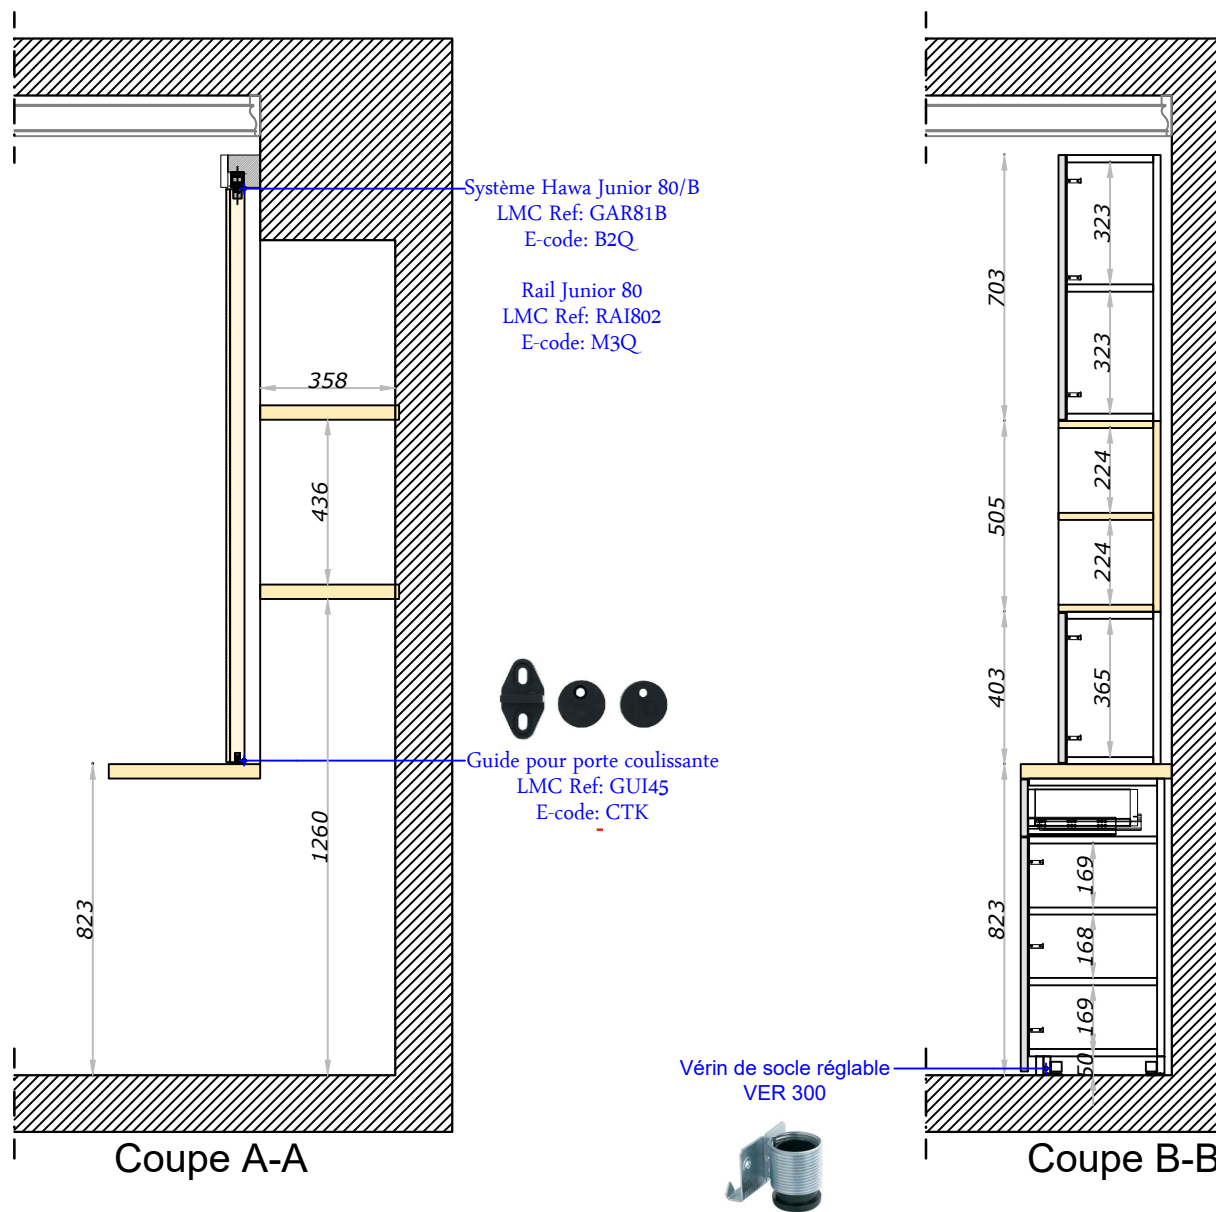 Système Hawa Junior 80/B
LMC Ref: GAR81B
E-code: B2Q
Rail Junior 80
LMC Ref: RAI802
E-code: M3Q
358
436
1260
823
Guide pour porte coulissante
LMC Ref: GUI45
E-code: CTK
Coupe A-A
703
505
403
823
323
323
224
224
365
169
168
169
50
Vérin de socle réglable
VER 300
Coupe B-B